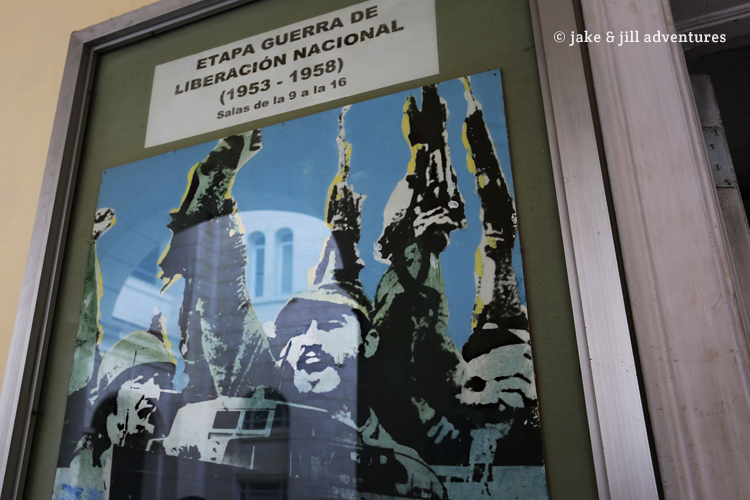 © jake & jill adventures
ETAPA GUERRA DE
LIBERACIÓN NACIONAL
(1953 - 1958)
Salas de la 9 a la 16